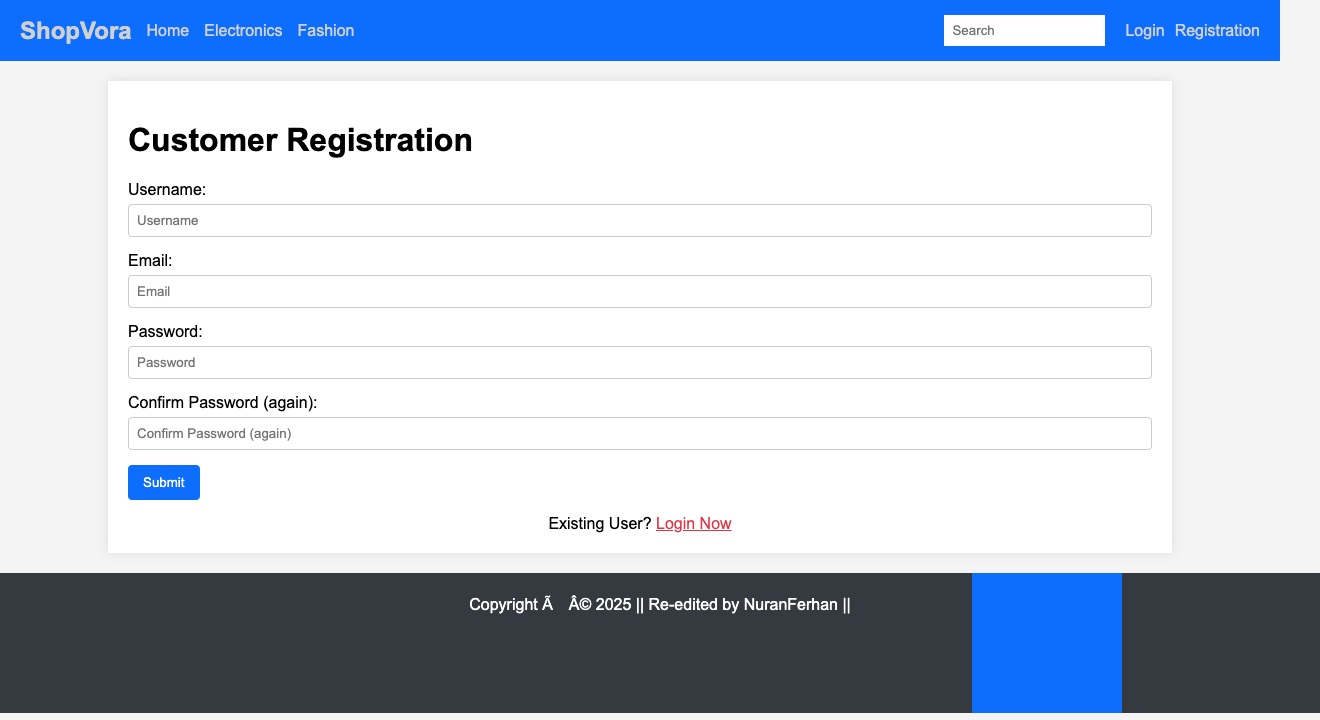 ShopVora Home Electronics Fashion Search Login Registration
Customer Registration
Username:
Username
Email:
Email
Password:
Password
Confirm Password (again):
Confirm Password (again)
Submit
Existing User? Login Now
Copyright Ã Â© 2025 || Re-edited by NuranFerhan ||